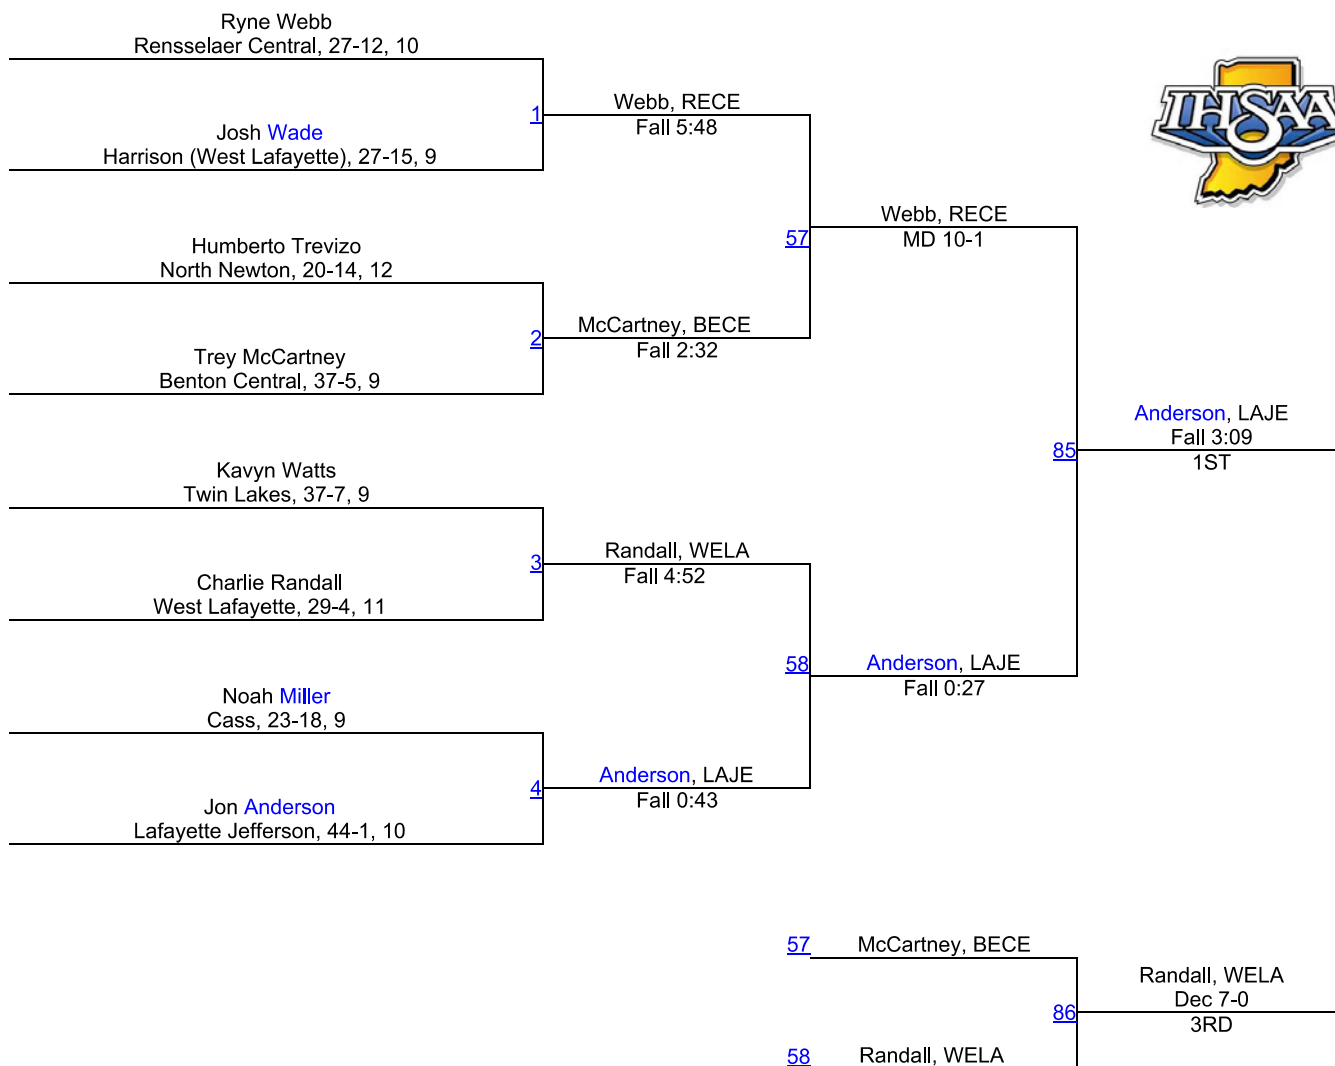 Ryne Webb
Rensselaer Central, 27-12, 10
1
Webb, RECE
Fall 5:48
Josh Wade
Harrison (West Lafayette), 27-15, 9
IHSAA
57
Webb, RECE
MD 10-1
Humberto Trevizo
North Newton, 20-14, 12
2
McCartney, BECE
Fall 2:32
Trey McCartney
Benton Central, 37-5, 9
85
Anderson, LAJE
Fall 3:09
1ST
Kavyn Watts
Twin Lakes, 37-7, 9
3
Randall, WELA
Fall 4:52
Charlie Randall
West Lafayette, 29-4, 11
58
Anderson, LAJE
Fall 0:27
Noah Miller
Cass, 23-18, 9
4
Anderson, LAJE
Fall 0:43
Jon Anderson
Lafayette Jefferson, 44-1, 10
57
McCartney, BECE
86
Randall, WELA
Dec 7-0
3RD
58
Randall, WELA